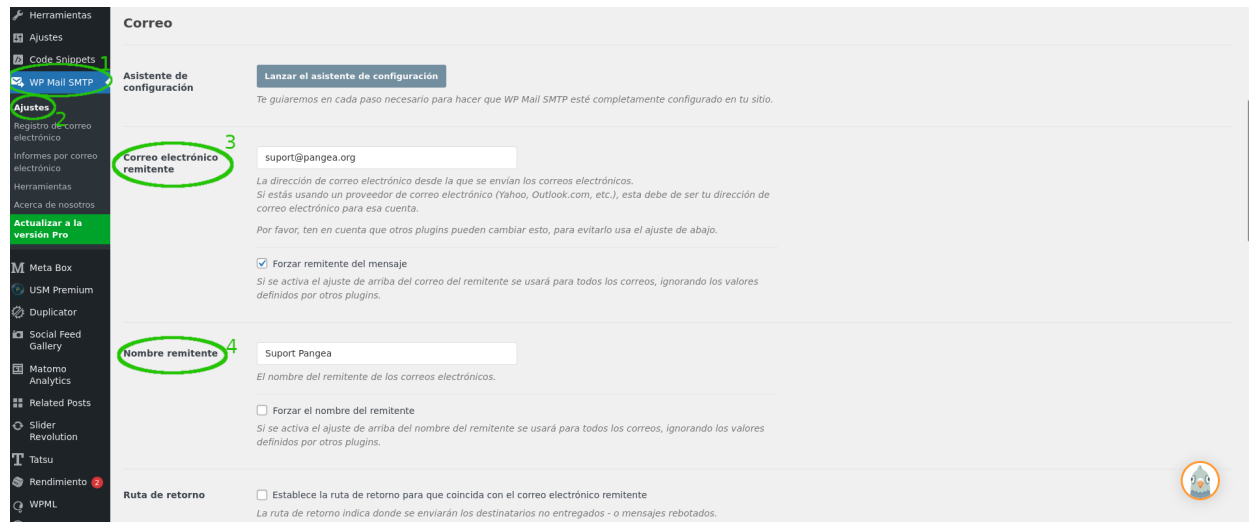 Herramientas
Ajustes
Code Snippets
1
WP Mail SMTP
Ajustes
2
Registro de correo
electrónico
Informes por correo
electrónico
Herramientas
Acerca de nosotros
Actualizar a la
versión Pro
Meta Box
USM Premium
Duplicator
Social Feed
Gallery
Matomo
Analytics
Related Posts
Slider
Revolution
Tatsu
Rendimiento 2
WPML
Correo
Asistente de
configuración
Lanzar el asistente de configuración
Te guiaremos en cada paso necesario para hacer que WP Mail SMTP esté completamente configurado en tu sitio.
3
Correo electrónico
remitente
suport@pangea.org
La dirección de correo electrónico desde la que se envían los correos electrónicos.
Si estás usando un proveedor de correo electrónico (Yahoo, Outlook.com, etc.), esta debe de ser tu dirección de
correo electrónico para esa cuenta.
Por favor, ten en cuenta que otros plugins pueden cambiar esto, para evitarlo usa el ajuste de abajo.
Forzar remitente del mensaje
Si se activa el ajuste de arriba del correo del remitente se usará para todos los correos, ignorando los valores
definidos por otros plugins.
4
Nombre remitente
Suport Pangea
El nombre del remitente de los correos electrónicos.
Forzar el nombre del remitente
Si se activa el ajuste de arriba del nombre del remitente se usará para todos los correos, ignorando los valores
definidos por otros plugins.
Ruta de retorno
Establece la ruta de retorno para que coincida con el correo electrónico remitente
La ruta de retorno indica donde se enviarán los destinatarios no entregados - o mensajes rebotados.